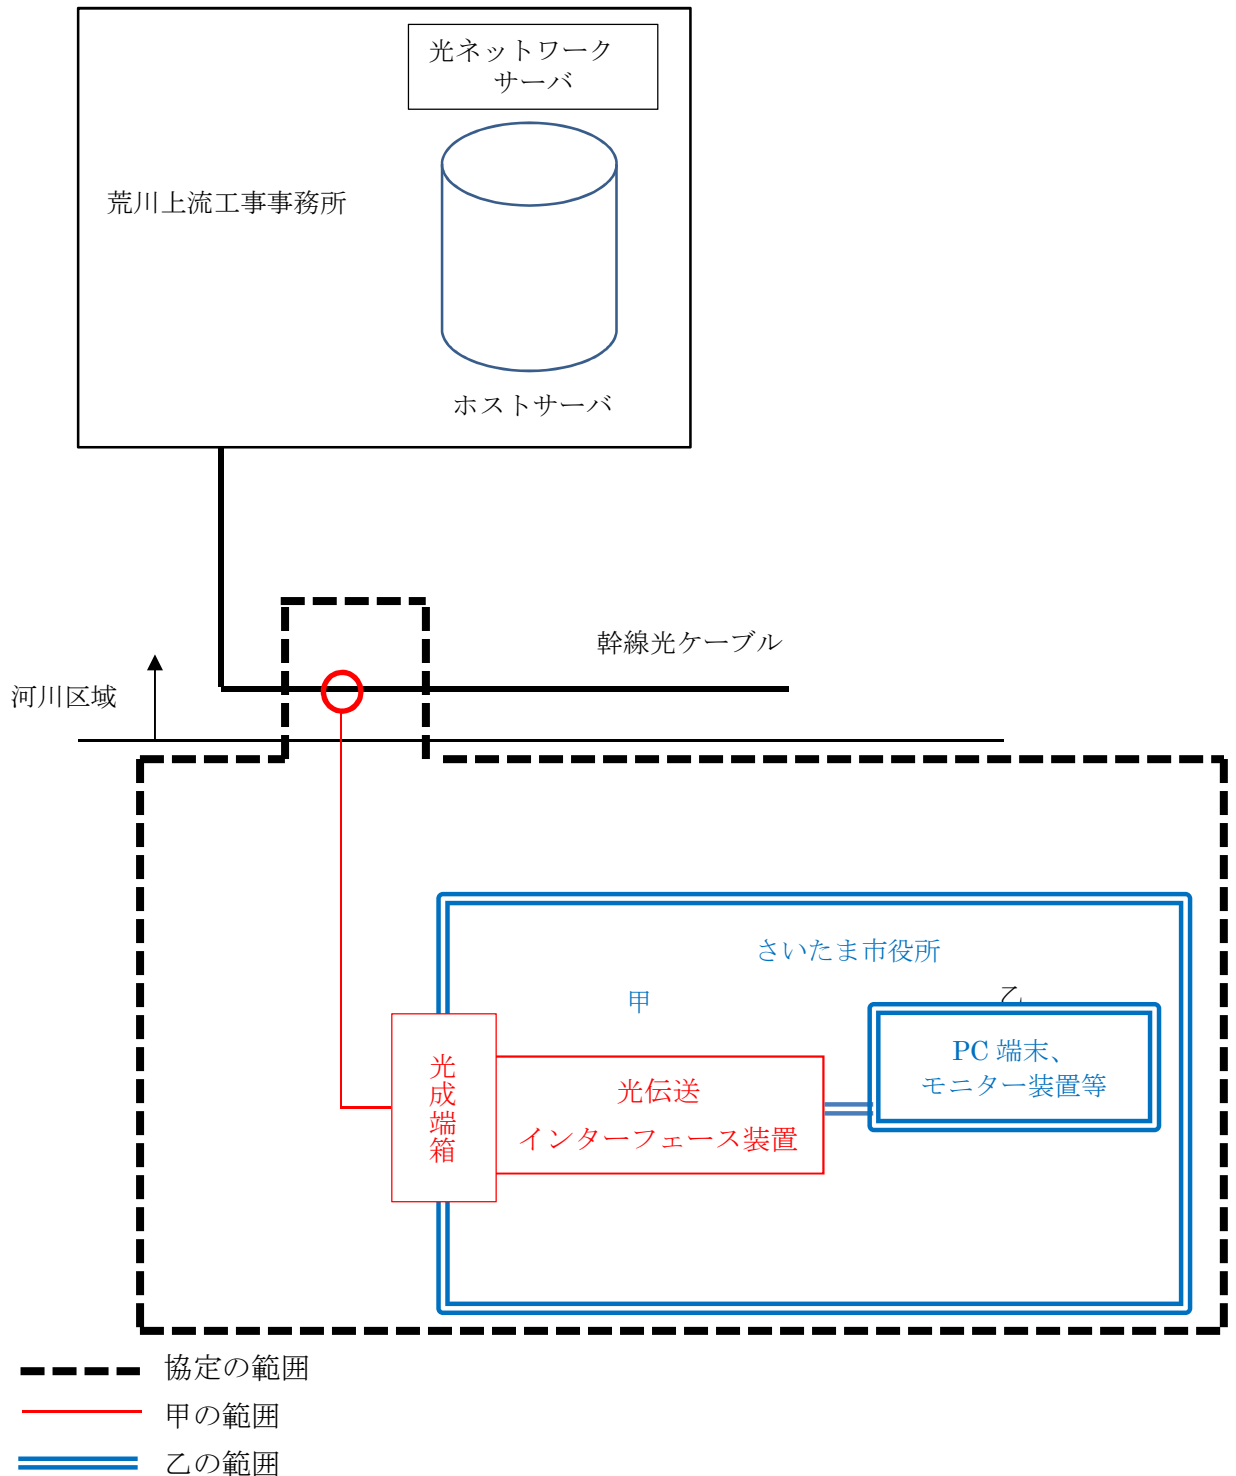 光ネットワーク
サーバ
荒川上流工事事務所
ホストサーバ
幹線光ケーブル
河川区域
さいたま市役所
甲
乙
PC 端末、
モニター装置等
光成端箱
光伝送
インターフェース装置
協定の範囲
甲の範囲
乙の範囲